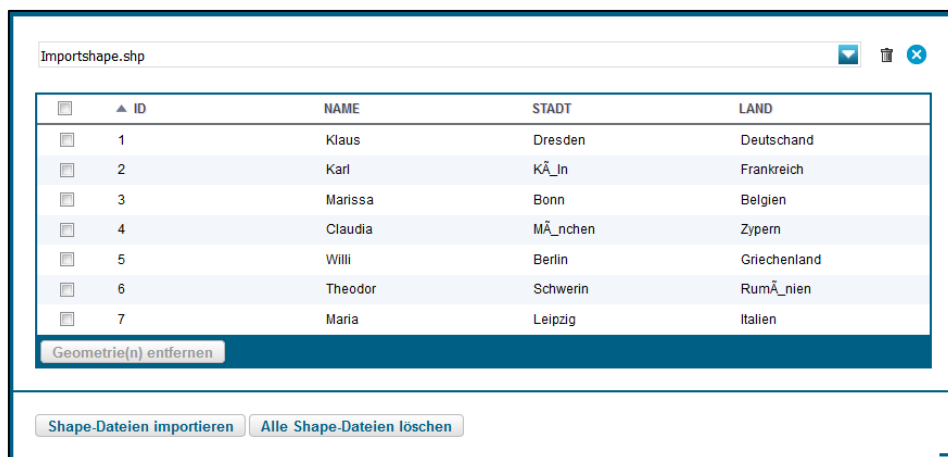 Importshape.shp
ID NAME STADT LAND
1 Klaus Dresden Deutschand
2 Karl KÃ_ln Frankreich
3 Marissa Bonn Belgien
4 Claudia MÃ_nchen Zypern
5 Willi Berlin Griechenland
6 Theodor Schwerin RumÃ_nien
7 Maria Leipzig Italien
Geometrie(n) entfernen
Shape-Dateien importieren Alle Shape-Dateien löschen